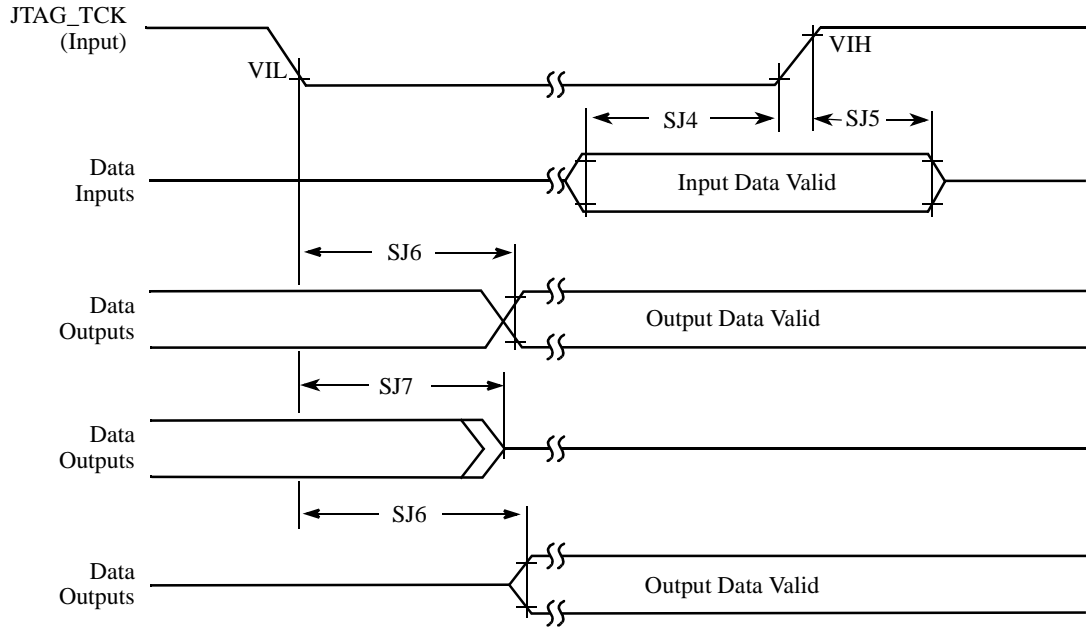 JTAG_TCK
(Input)
VIL
VIH
SJ4
SJ5
Data
Inputs
Input Data Valid
SJ6
Data
Outputs
Output Data Valid
SJ7
Data
Outputs
SJ6
Data
Outputs
Output Data Valid